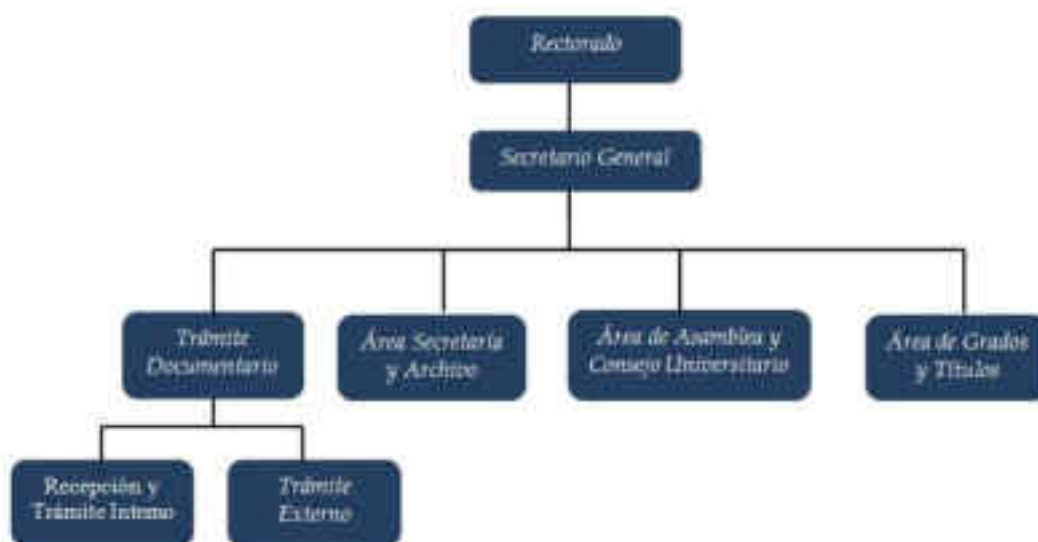 Rectorado
Secretario General
Trámite
Documentario
Área Secretaría
y Archivo
Área de Asamblea y
Consejo Universitario
Área de Grados
y Títulos
Recepción y
Trámite Interno
Trámite
Externo